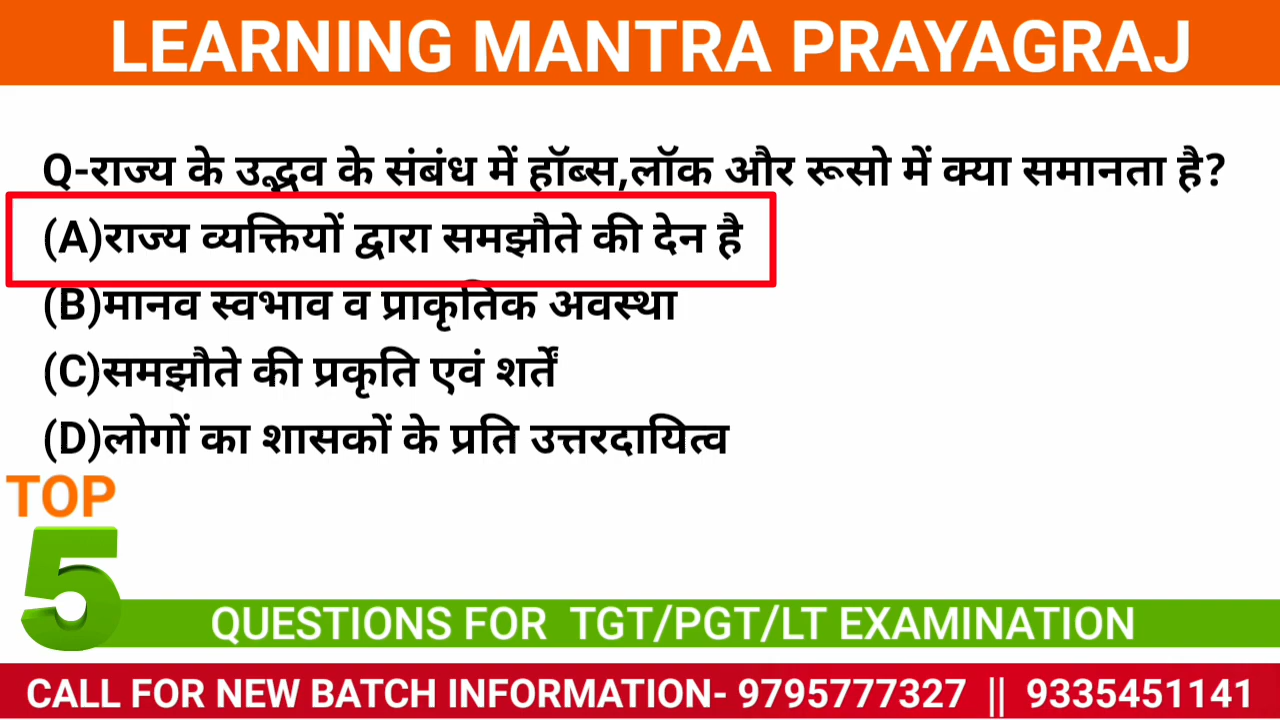 LEARNING MANTRA PRAYAGRAJ
Q-राज्य के उद्भव के संबंध में हॉब्स,लॉक और रूसो में क्या समानता है?
(A)राज्य व्यक्तियों द्वारा समझौते की देन है
(B)मानव स्वभाव व प्राकृतिक अवस्था
(C)समझौते की प्रकृति एवं शर्तें
(D)लोगों का शासकों के प्रति उत्तरदायित्व
TOP
5
QUESTIONS FOR TGT/PGT/LT EXAMINATION
CALL FOR NEW BATCH INFORMATION- 9795777327 || 9335451141